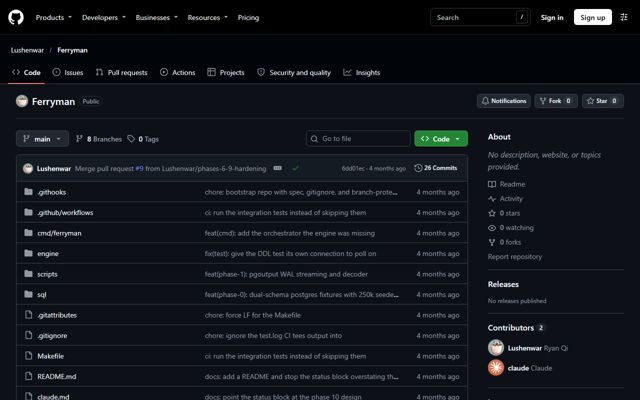 Products Developers Businesses Resources Pricing Search / Sign in Sign up
Lushenwar / Ferryman
Code Issues Pull requests Actions Projects Security and quality Insights
Ferryman Public Notifications Fork 0 Star 0
main 8 Branches 0 Tags Go to file Code
Lushenwar Merge pull request #9 from Lushenwar/phases-6-9-hardening 6dd01ec · 4 months ago 26 Commits
.githooks chore: bootstrap repo with spec, gitignore, and branch-prote... 4 months ago
.github/workflows ci: run the integration tests instead of skipping them 4 months ago
cmd/ferryman feat(cmd): add the orchestrator the engine was missing 4 months ago
engine fix(test): give the DDL test its own connection to poll on 4 months ago
scripts feat(phase-1): pgoutput WAL streaming and decoder 4 months ago
sql feat(phase-0): dual-schema postgres fixtures with 250k seede... 4 months ago
.gitattributes chore: force LF for the Makefile 4 months ago
.gitignore chore: ignore the test.log CI tees output into 4 months ago
Makefile ci: run the integration tests instead of skipping them 4 months ago
README.md docs: add a README and stop the status block overstating th... 4 months ago
claude.md docs: point the status block at the phase 10 design 4 months ago
About
No description, website, or topics
provided.
Readme
Activity
0 stars
0 watching
0 forks
Report repository
Releases
No releases published
Contributors 2
Lushenwar Ryan Qi
claude Claude